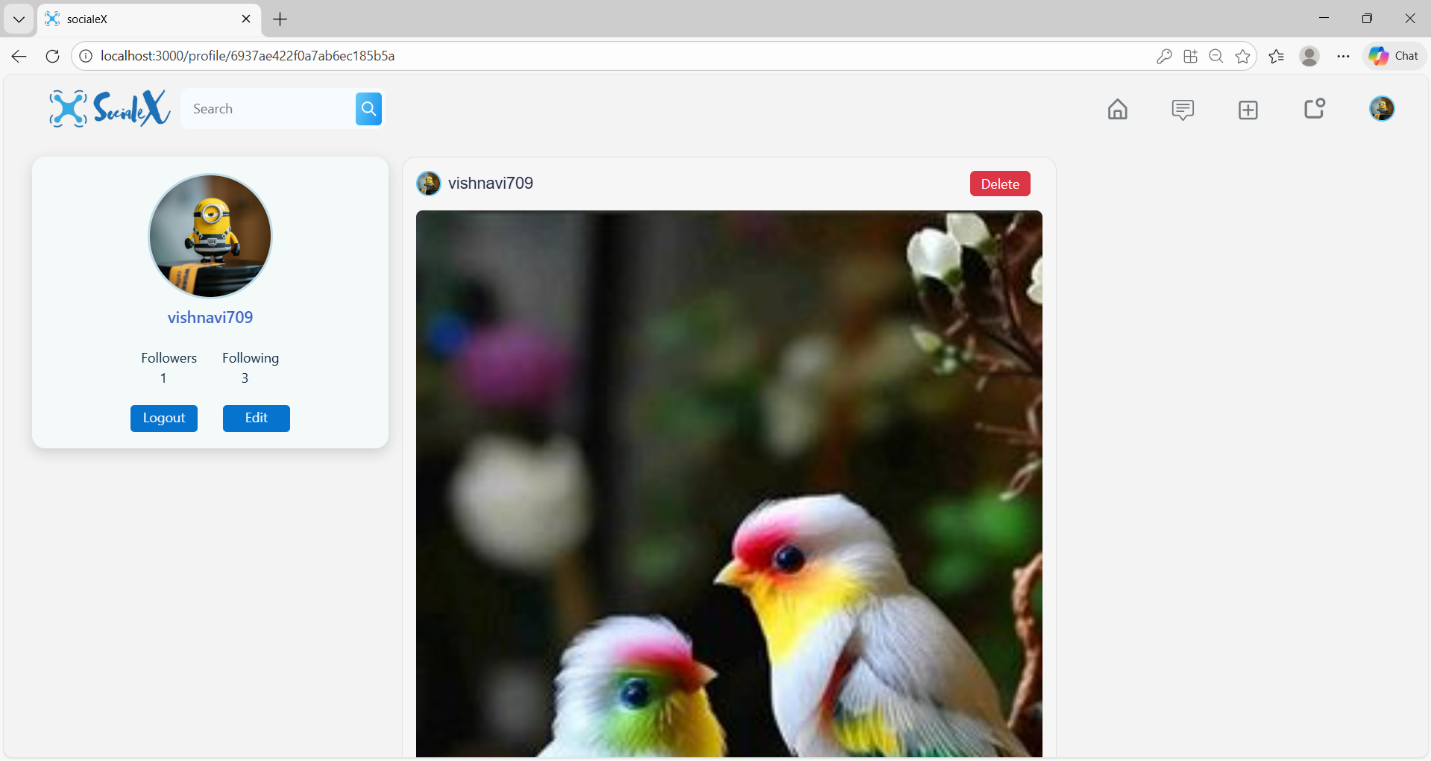 socialeX
localhost:3000/profile/6937ae422f0a7ab6ec185b5a
Chat
SocialeX
Search
vishnavi709
Followers
1
Following
3
Logout
Edit
vishnavi709
Delete